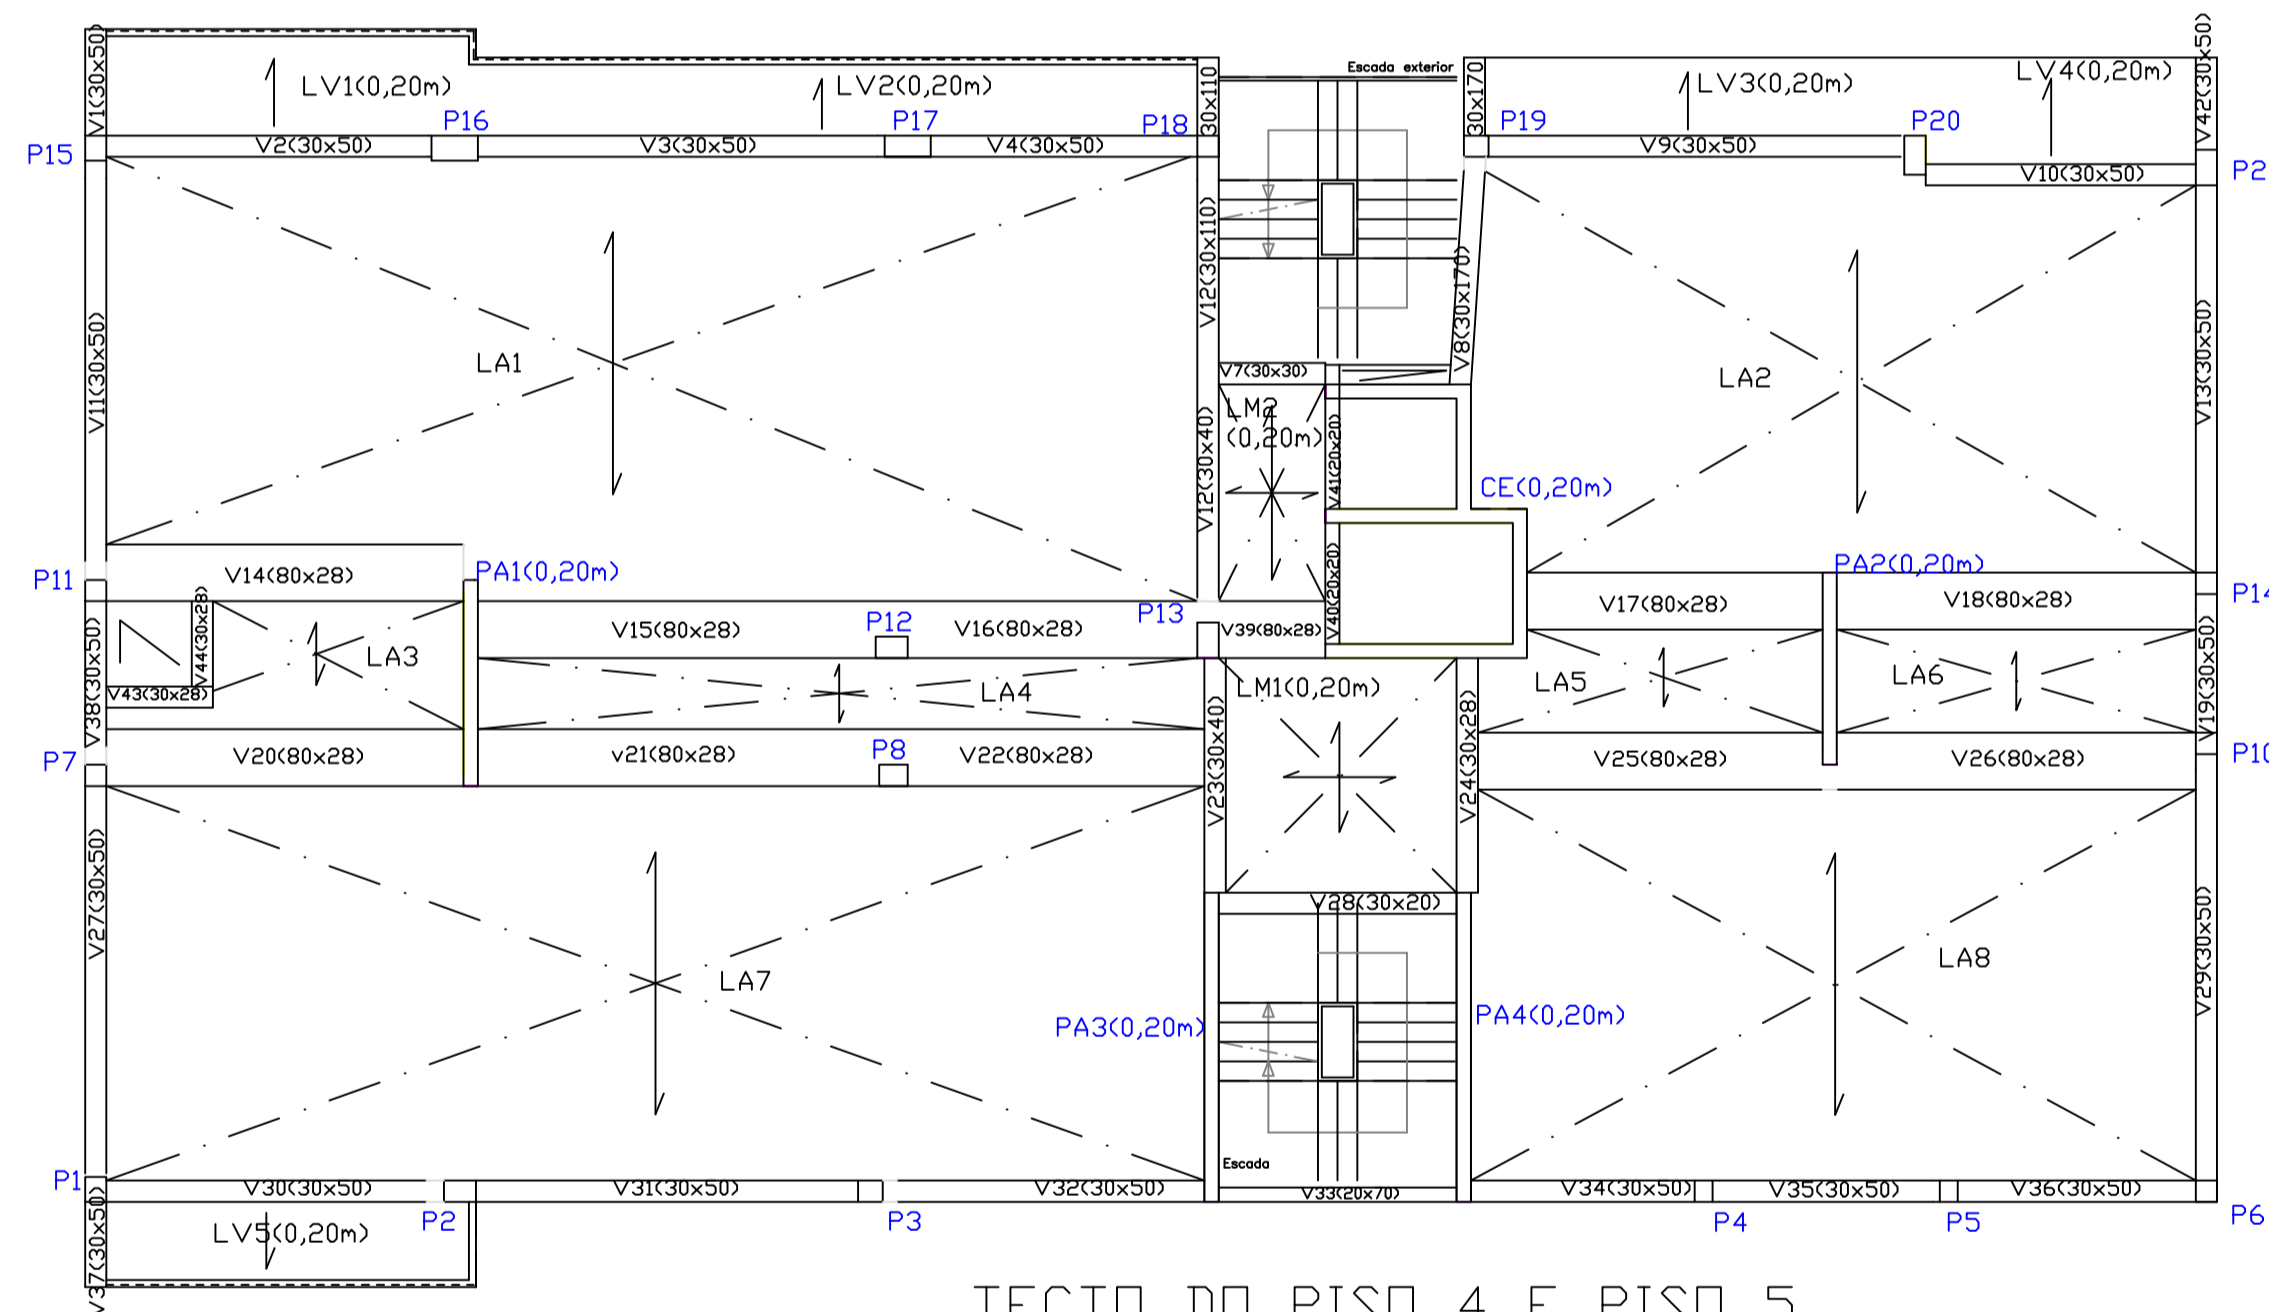 V1(30x50)
LV1(0,20m)
LV2(0,20m)
30x110
Escada exterior
30x170
LV3(0,20m)
LV4(0,20m)
V42(30x50)
P15
V2(30x50)
P16
V3(30x50)
P17
V4(30x50)
P18
P19
V9(30x50)
P20
V10(30x50)
P2
V11(30x50)
LA1
V12(30x110)
V8(30x170)
LA2
V13(30x50)
V7(30x30)
LM2
(0,20m)
V12(30x40)
V41(20x20)
CE(0,20m)
P11
V14(80x28)
PA1(0,20m)
PA2(0,20m)
P14
V44(30x28)
V38(30x50)
V43(30x28)
LA3
V15(80x28)
P12
V16(80x28)
P13
V39(80x28)
V40(20x20)
V17(80x28)
V18(80x28)
LA4
LM1(0,20m)
LA5
LA6
V19(30x50)
P7
V20(80x28)
v21(80x28)
P8
V22(80x28)
V23(30x40)
V24(30x28)
V25(80x28)
V26(80x28)
P10
V27(30x50)
LA7
V28(30x20)
LA8
V29(30x50)
PA3(0,20m)
PA4(0,20m)
Escada
P1
V30(30x50)
V31(30x50)
V32(30x50)
V33(20x70)
V34(30x50)
V35(30x50)
V36(30x50)
V37(30x50)
LV5(0,20m)
P2
P3
P4
P5
P6
TECTO DO PISO 4 E PISO 5